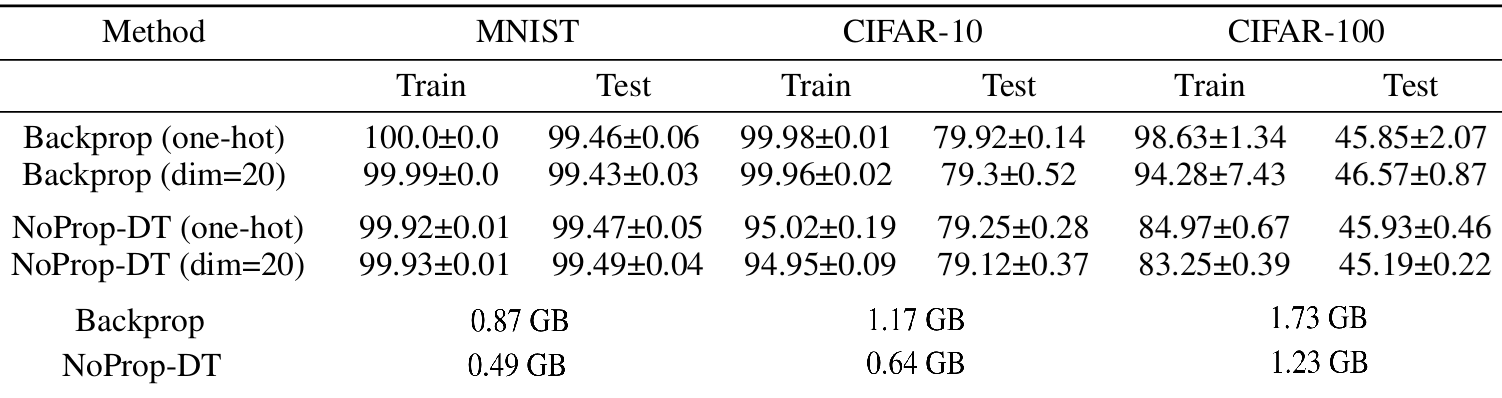 Method MNIST CIFAR-10 CIFAR-100
Train Test Train Test Train Test
Backprop (one-hot) 100.0±0.0 99.46±0.06 99.98±0.01 79.92±0.14 98.63±1.34 45.85±2.07
Backprop (dim=20) 99.99±0.0 99.43±0.03 99.96±0.02 79.3±0.52 94.28±7.43 46.57±0.87
NoProp-DT (one-hot) 99.92±0.01 99.47±0.05 95.02±0.19 79.25±0.28 84.97±0.67 45.93±0.46
NoProp-DT (dim=20) 99.93±0.01 99.49±0.04 94.95±0.09 79.12±0.37 83.25±0.39 45.19±0.22
Backprop 0.87 GB 1.17 GB 1.73 GB
NoProp-DT 0.49 GB 0.64 GB 1.23 GB